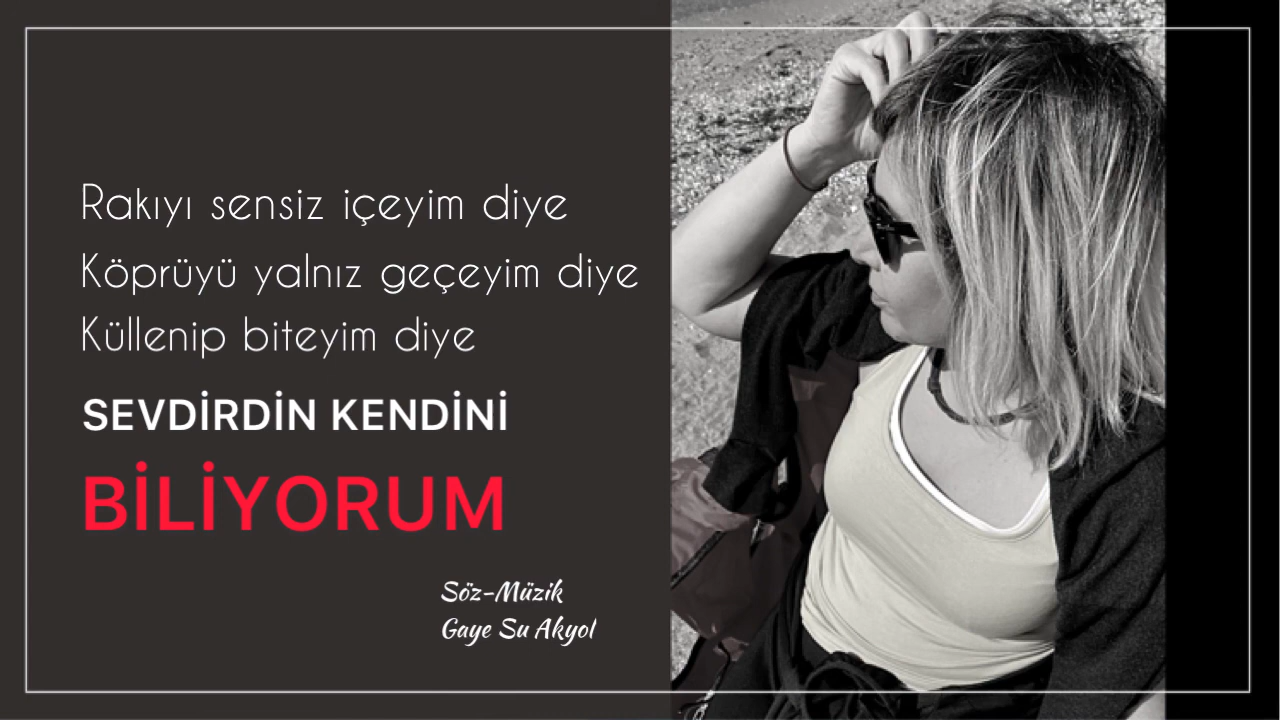 Rakıyı sensiz içeyim diye
Köprüyü yalnız geçeyim diye
Küllenip biteyim diye
SEVDİRDİN KENDİNİ
BİLİYORUM
Söz-Müzik
Gaye Su Akyol